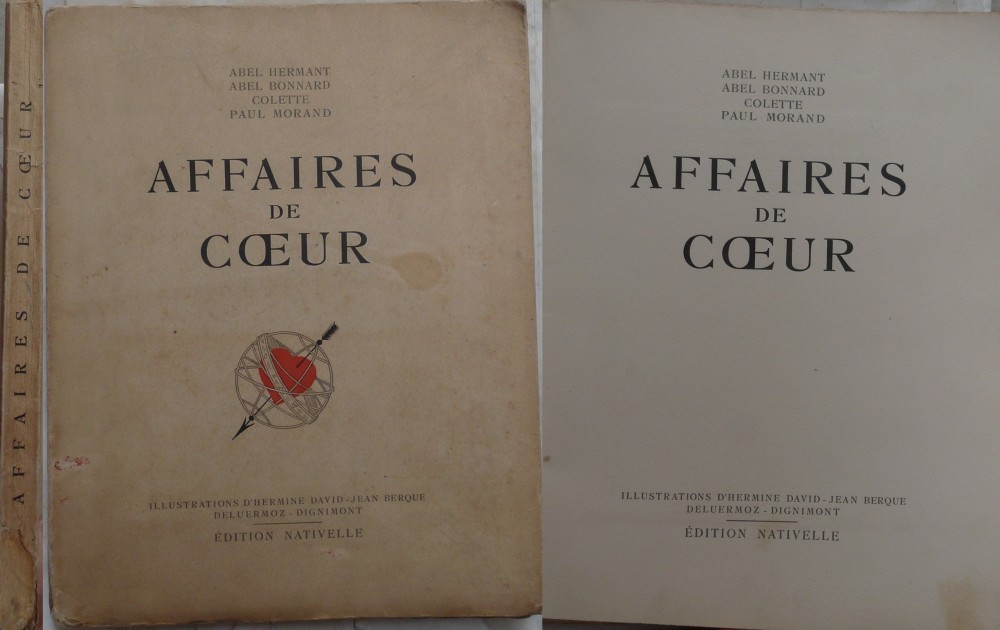 AFFAIRES DE CŒUR
ABEL HERMANT
ABEL BONNARD
COLETTE
PAUL MORAND
AFFAIRES
DE
CŒUR
ILLUSTRATIONS D'HERMINE DAVID - JEAN BERQUE
DELUERMOZ - DIGNIMONT
ÉDITION NATIVELLE
ABEL HERMANT
ABEL BONNARD
COLETTE
PAUL MORAND
AFFAIRES
DE
CŒUR
ILLUSTRATIONS D'HERMINE DAVID - JEAN BERQUE
DELUERMOZ - DIGNIMONT
ÉDITION NATIVELLE